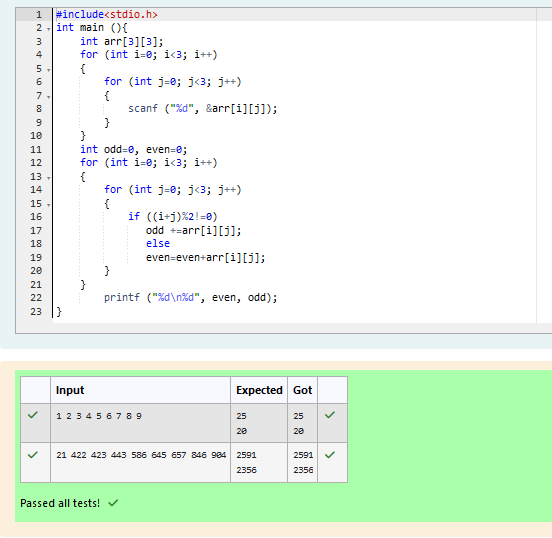 1 #include<stdio.h>
2 int main (){
3     int arr[3][3];
4     for (int i=0; i<3; i++)
5     {
6         for (int j=0; j<3; j++)
7         {
8             scanf ("%d", &arr[i][j]);
9         }
10     }
11     int odd=0, even=0;
12     for (int i=0; i<3; i++)
13     {
14         for (int j=0; j<3; j++)
15         {
16             if ((i+j)%2!=0)
17                odd +=arr[i][j];
18                else
19                even=even+arr[i][j];
20         }
21     }
22         printf ("%d\n%d", even, odd);
23 }
Input Expected Got
1 2 3 4 5 6 7 8 9 25 25
20 20
21 422 423 443 586 645 657 846 904 2591 2591
2356 2356
Passed all tests!